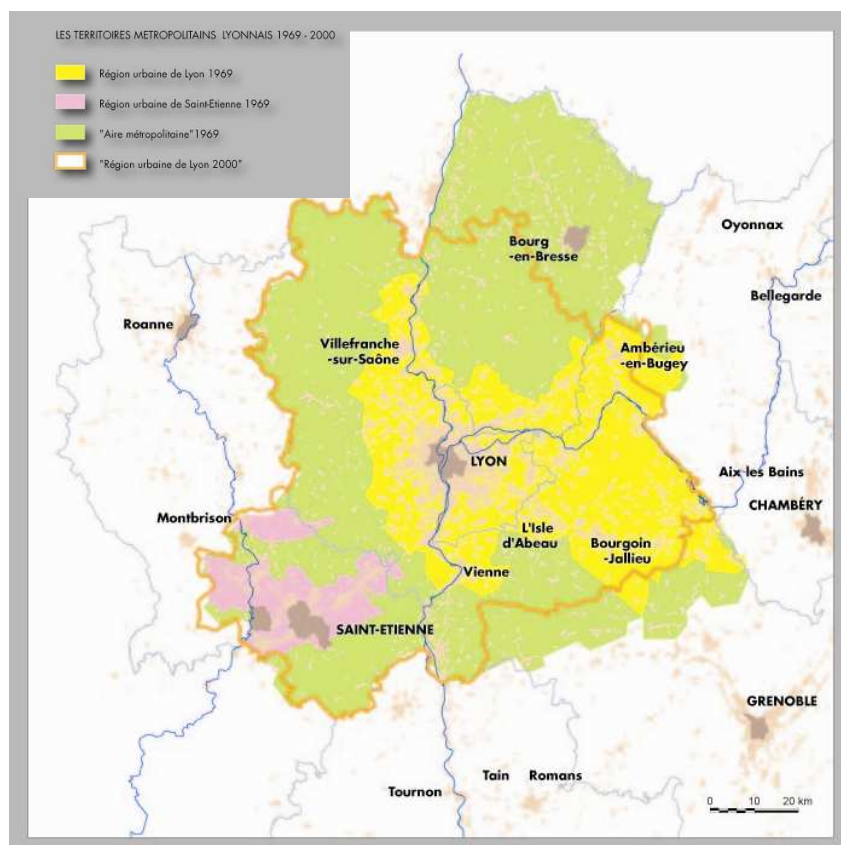 LES TERRITOIRES METROPOLITAINS LYONNAIS 1969 - 2000
Région urbaine de Lyon 1969
Région urbaine de Saint-Etienne 1969
"Aire métropolitaine"1969
"Région urbaine de Lyon 2000"
Oyonnax
Bourg
-en-Bresse
Bellegarde
Roanne
Villefranche
-sur-Saône
Ambérieu
-en-Bugey
LYON
Aix les Bains
CHAMBÉRY
Montbrison
L'Isle
d'Abeau
Bourgoin
-Jallieu
Vienne
SAINT-ETIENNE
GRENOBLE
Tain Romans
Tournon
0 10 20 km